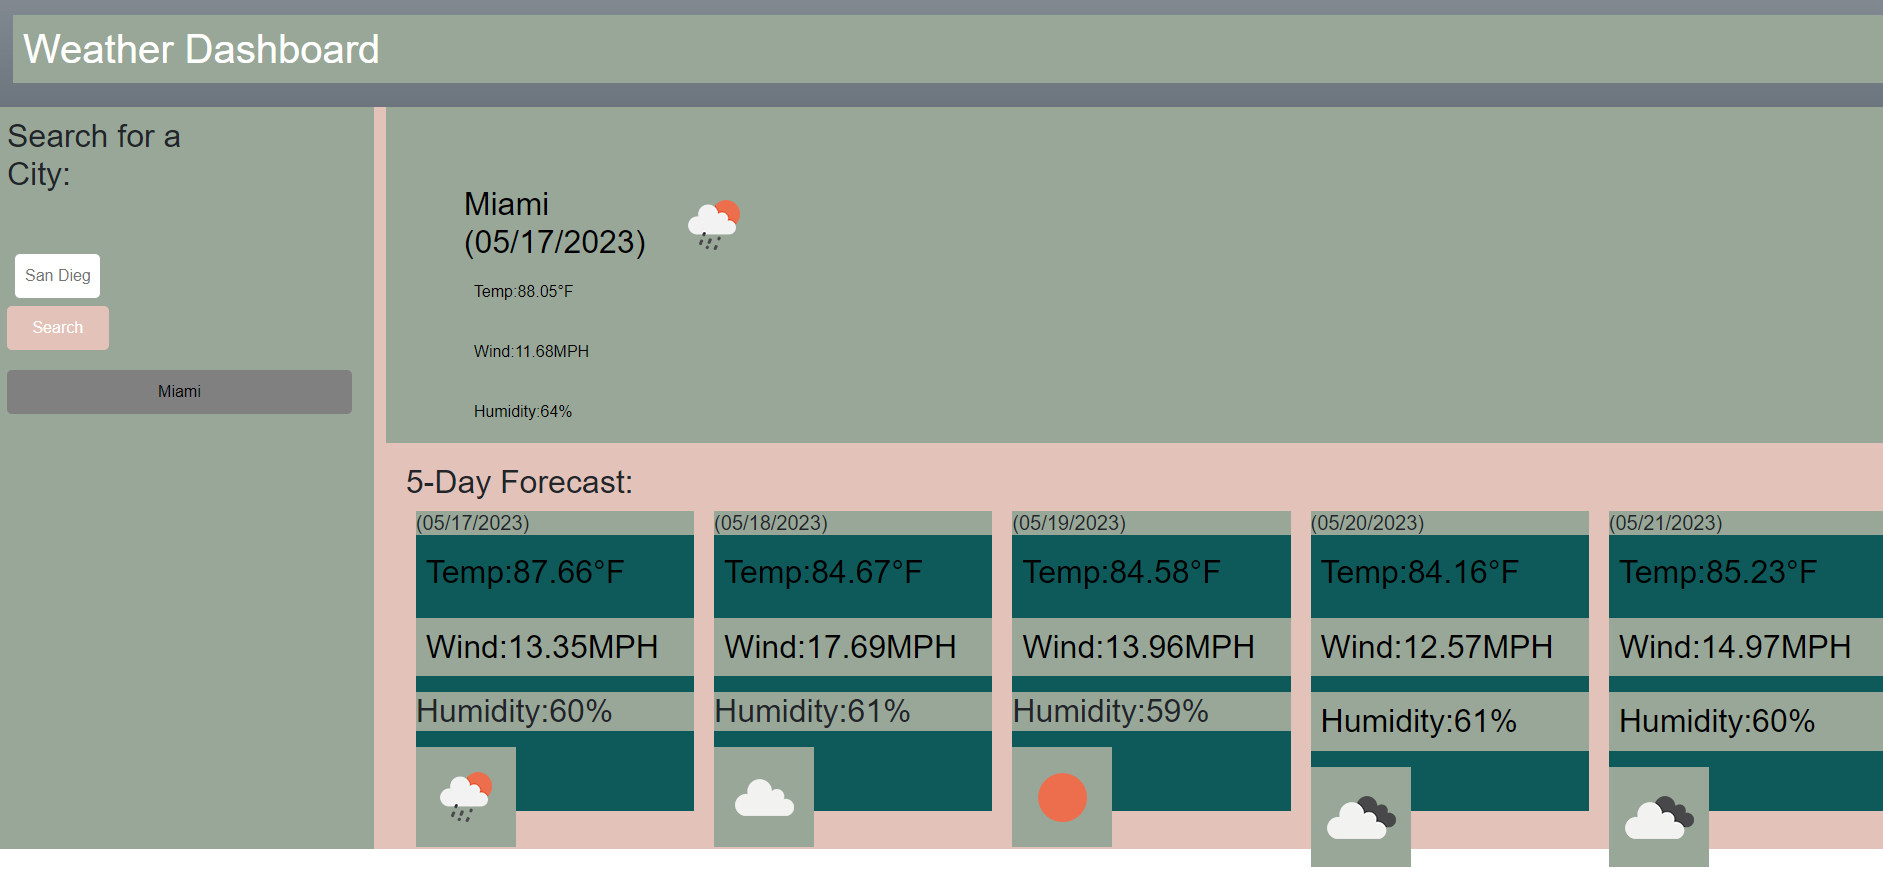 Weather Dashboard
Search for a
City:
San Dieg
Search
Miami
Miami
(05/17/2023)
Temp:88.05°F
Wind:11.68MPH
Humidity:64%
5-Day Forecast:
(05/17/2023)
Temp:87.66°F
Wind:13.35MPH
Humidity:60%
(05/18/2023)
Temp:84.67°F
Wind:17.69MPH
Humidity:61%
(05/19/2023)
Temp:84.58°F
Wind:13.96MPH
Humidity:59%
(05/20/2023)
Temp:84.16°F
Wind:12.57MPH
Humidity:61%
(05/21/2023)
Temp:85.23°F
Wind:14.97MPH
Humidity:60%